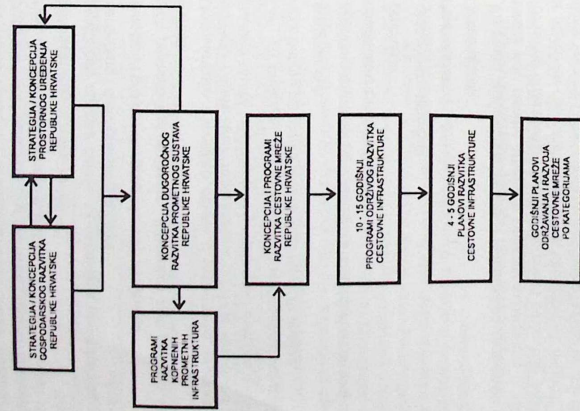 STRATEGIJA / KONCEPCIJA
GOSPODARSKOG RAZVITKA
REPUBLIKE HRVATSKE
STRATEGIJA / KONCEPCIJA
PROSTORNOG UREĐENJA
REPUBLIKE HRVATSKE
KONCEPCIJA DUGOROČNOG
RAZVITKA PROMETNOG SUSTAVA
REPUBLIKE HRVATSKE
PROGRAMI
RAZVITKA
KOPNENIH
PROMETNIH
INFRASTRUKTURA
KONCEPCIJA I PROGRAMI
RAZVITKA CESTOVNE MREŽE
REPUBLIKE HRVATSKE
10 - 15 GODIŠNJI
PROGRAMI ODRŽIVOG RAZVITKA
CESTOVNE INFRASTRUKTURE
4 - 5 GODIŠNJI
PLANOVI RAZVITKA
CESTOVNE INFRASTRUKTURE
GODIŠNJI PLANOVI
ODRŽAVANJA I RAZVOJA
CESTOVNE MREŽE
PO KATEGORIJAMA